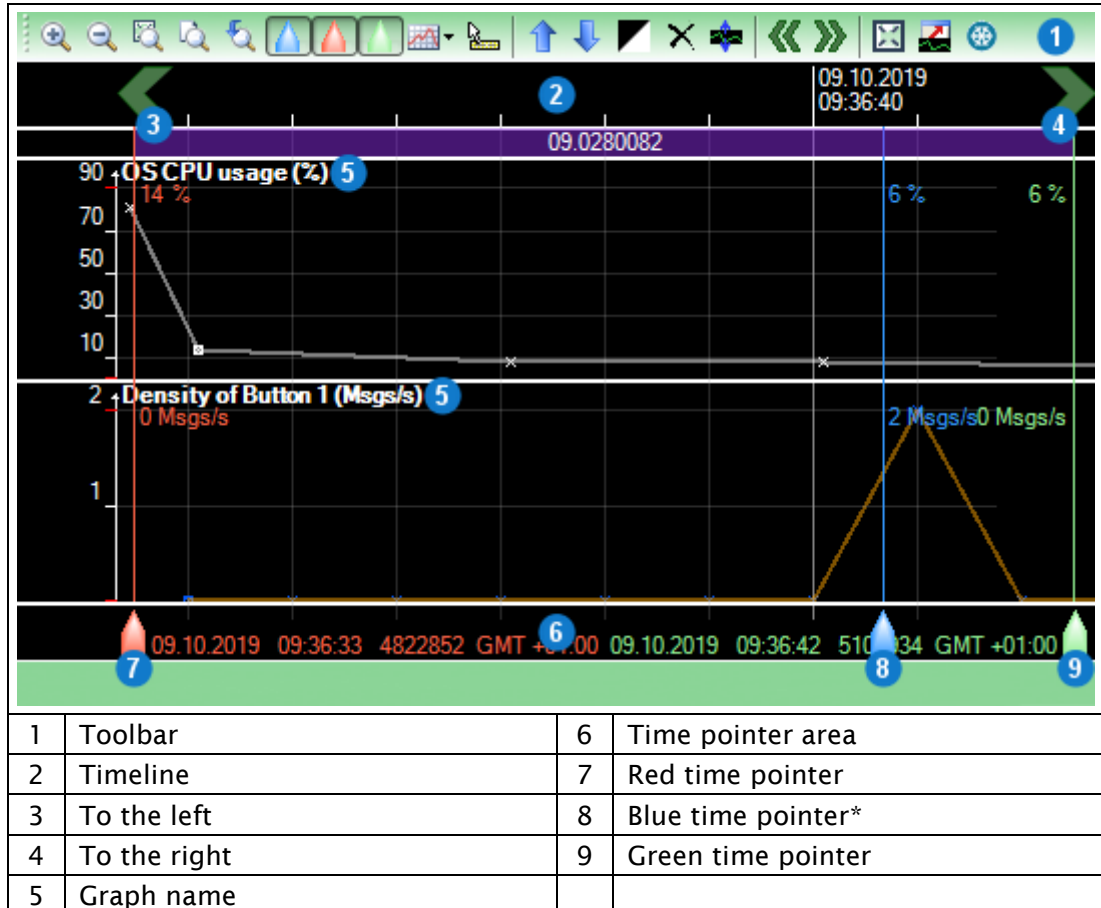 1
09.10.2019
09:36:40
2
3
4
09.0280082
90 OS CPU usage (%) 5
14 % 6 % 6 %
70
50
30
10
2 Density of Button 1 (Msgs/s) 5
0 Msgs/s 2 Msgs/s 0 Msgs/s
1
09.10.2019 09:36:33 4822852 GMT 6 :00 09.10.2019 09:36:42 GMT +01:00
7 8 9
1 Toolbar 6 Time pointer area
2 Timeline 7 Red time pointer
3 To the left 8 Blue time pointer*
4 To the right 9 Green time pointer
5 Graph name